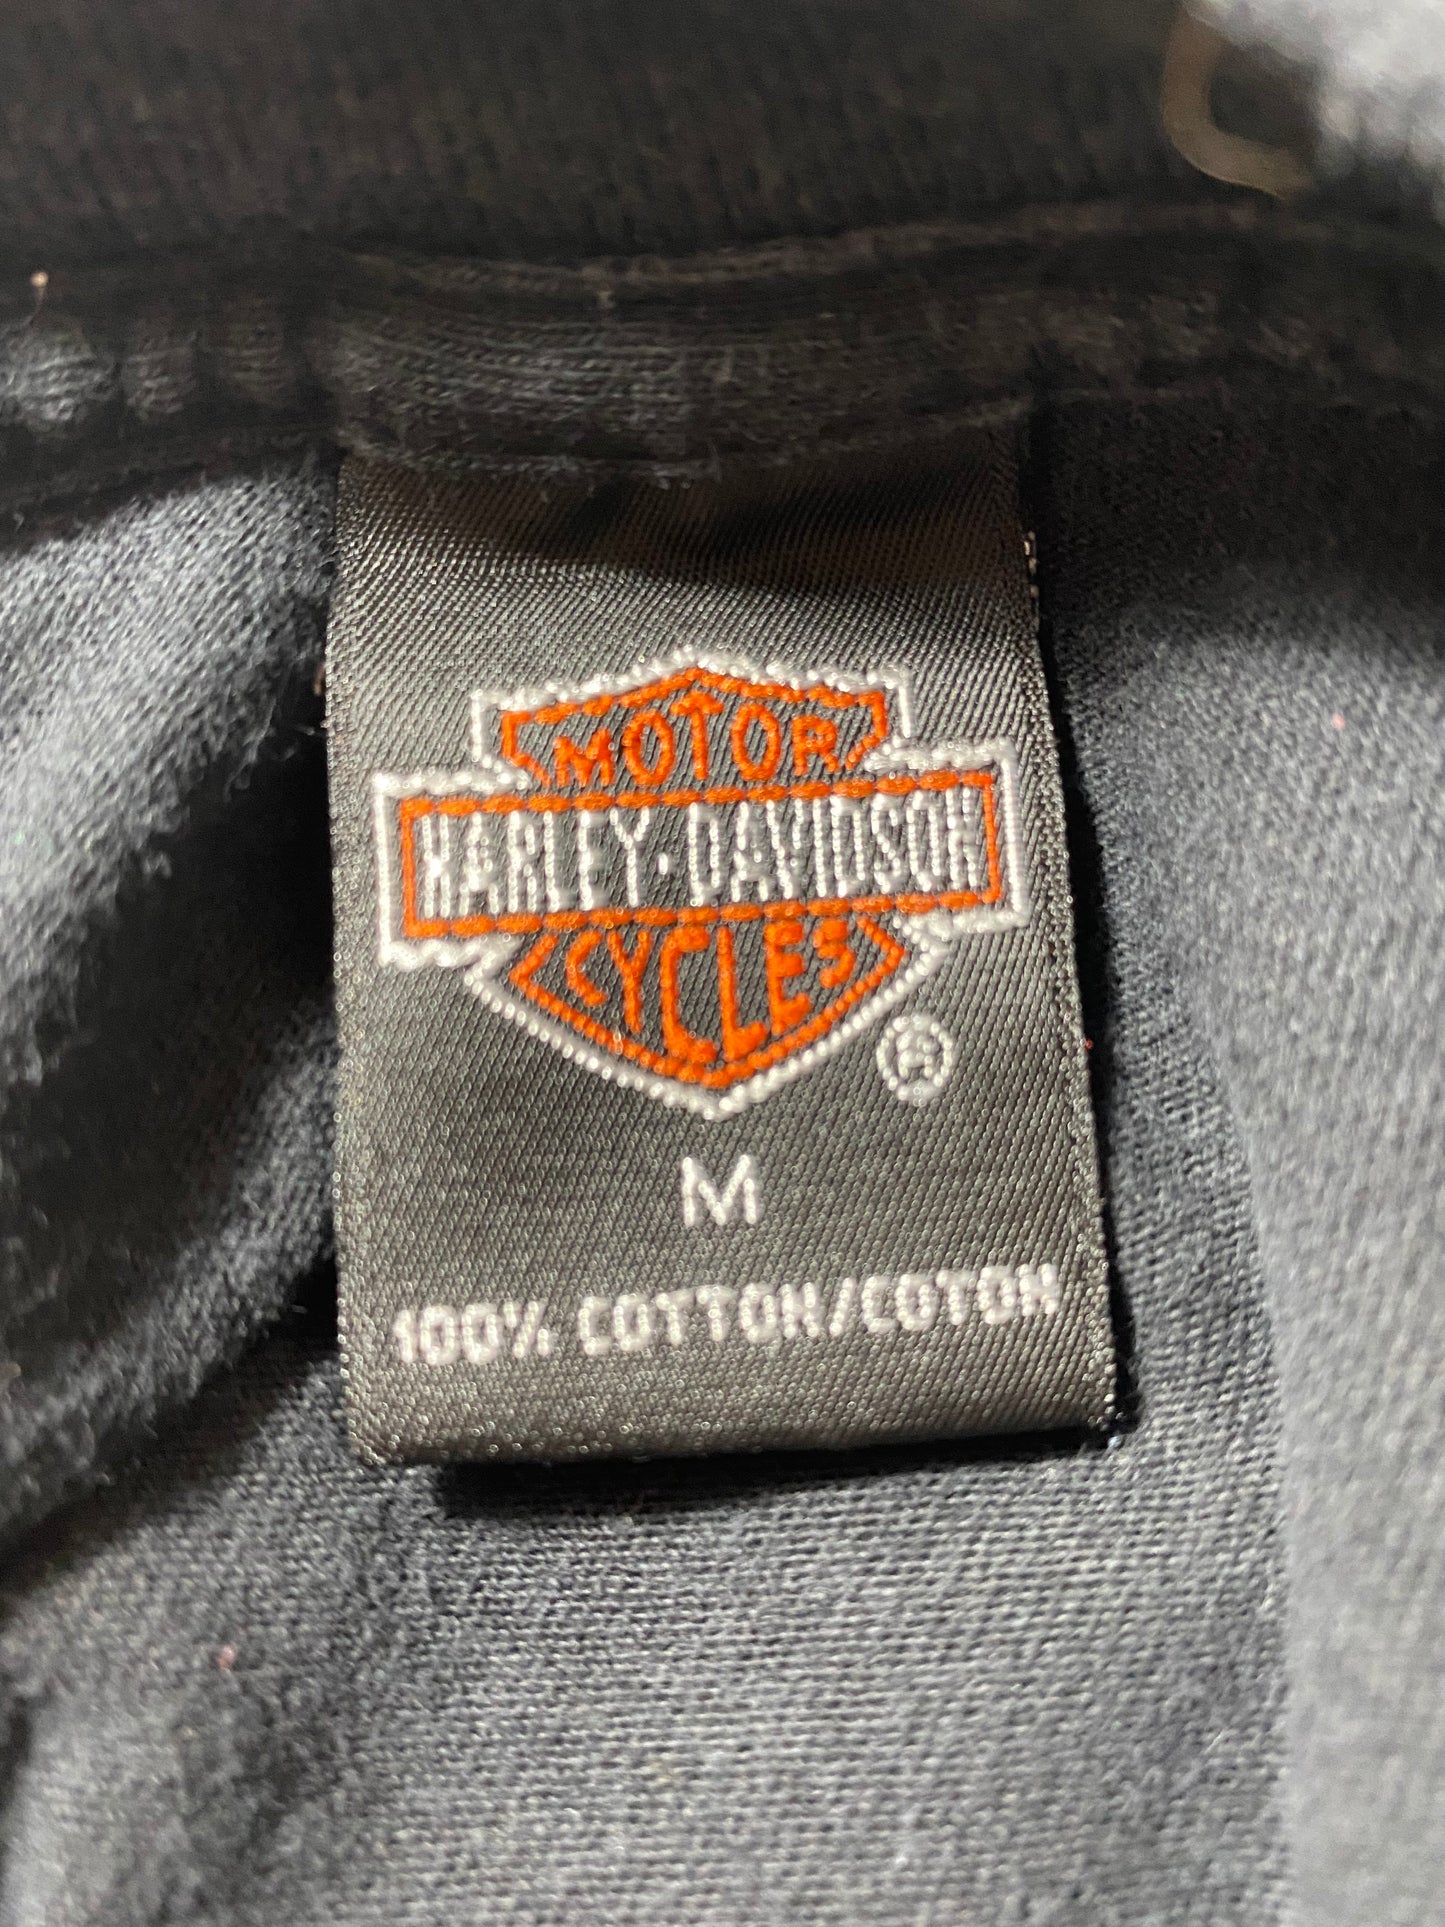 MOTOR
HARLEY-DAVIDSON
CYCLES
®
M
100% COTTON/COTON